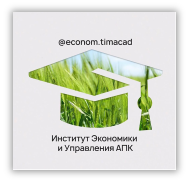 @econom.timacad
Институт Экономики
и Управления АПК